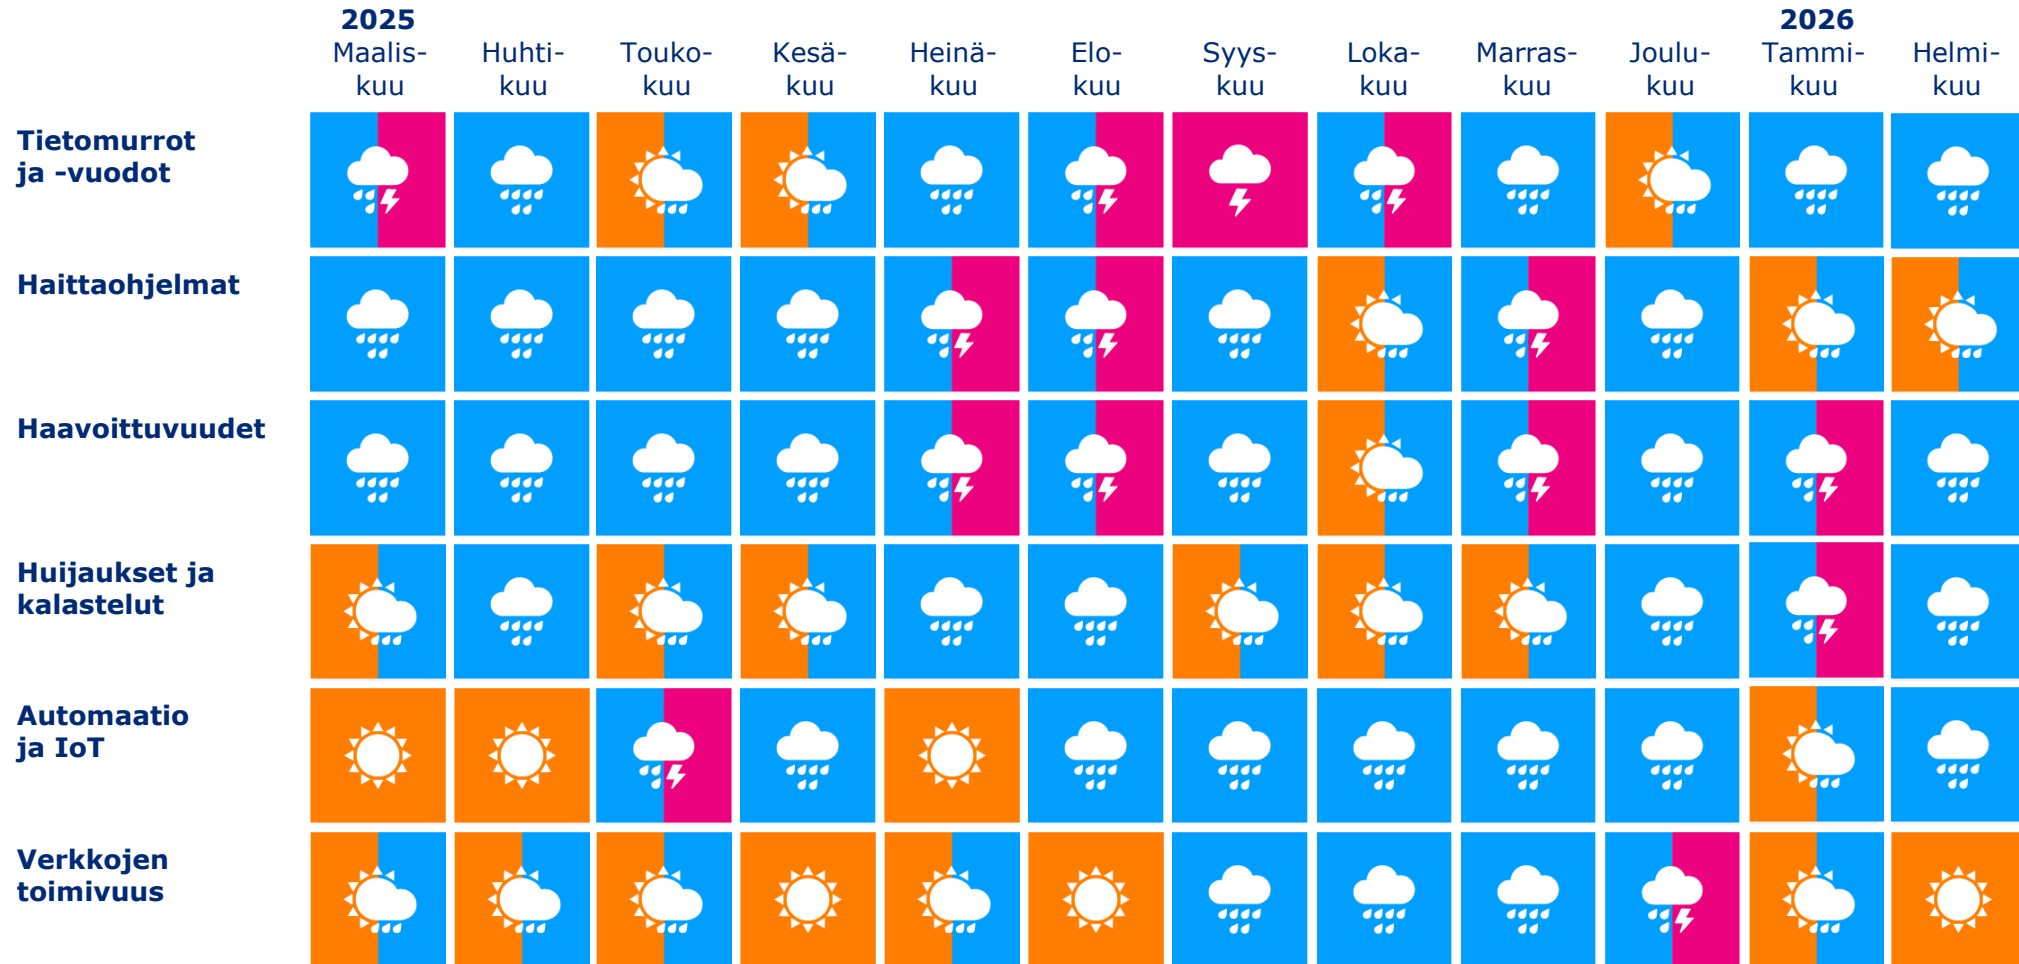 2025
Maalis-
kuu
Huhti-
kuu
Touko-
kuu
Kesä-
kuu
Heinä-
kuu
Elo-
kuu
Syys-
kuu
Loka-
kuu
Marras-
kuu
Joulu-
kuu
2026
Tammi-
kuu
Helmi-
kuu
Tietomurrot
ja -vuodot
Haittaohjelmat
Haavoittuvuudet
Huijaukset ja
kalastelut
Automaatio
ja IoT
Verkkojen
toimivuus